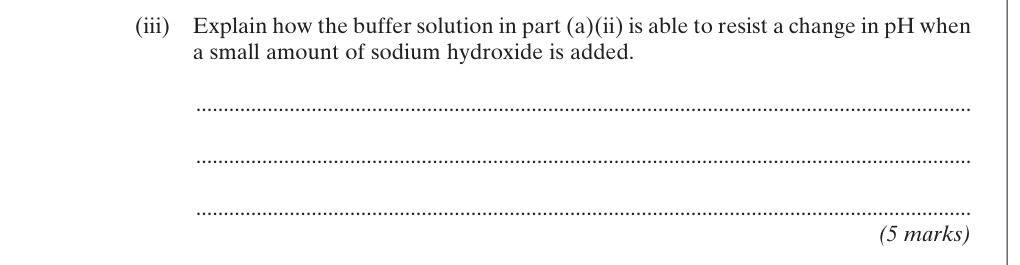 (iii) Explain how the buffer solution in part (a)(ii) is able to resist a change in pH when
a small amount of sodium hydroxide is added.
................................................................................................................................................
................................................................................................................................................
................................................................................................................................................
(5 marks)